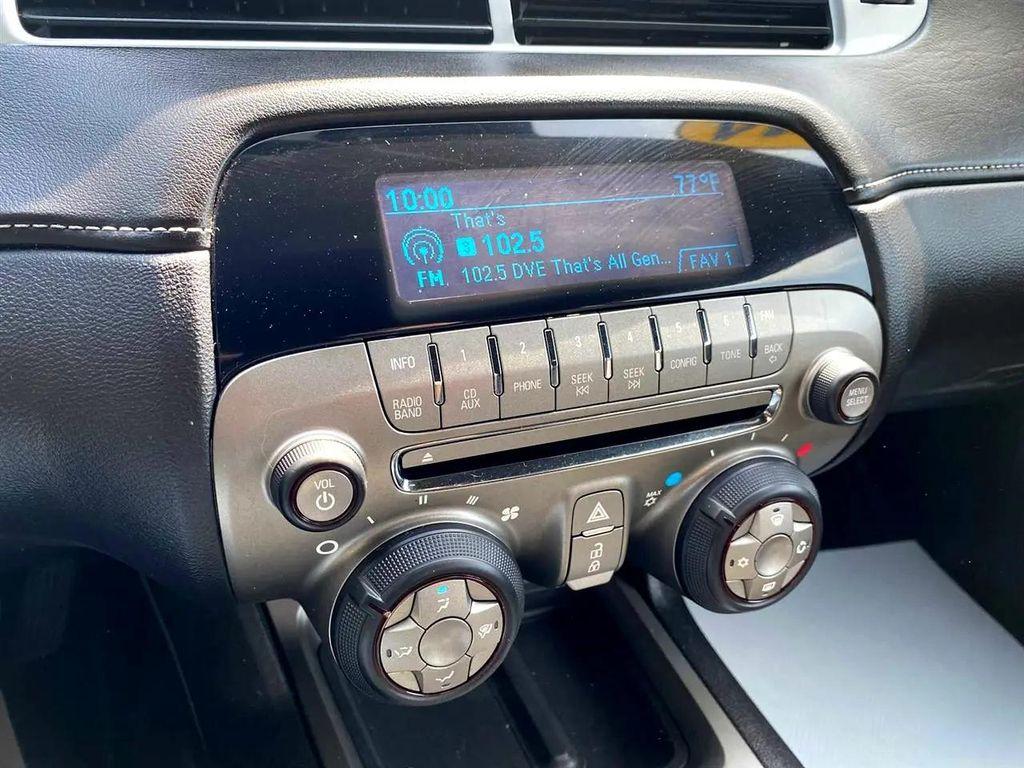 10:00 77°F
That's
3 102.5
FM 102.5 DVE That's All Gen... FAV 1
INFO 1 2 3 4 5 6 FAV
RADIO BAND CD AUX PHONE SEEK SEEK CONFIG TONE BACK
MENU SELECT
VOL
MAX